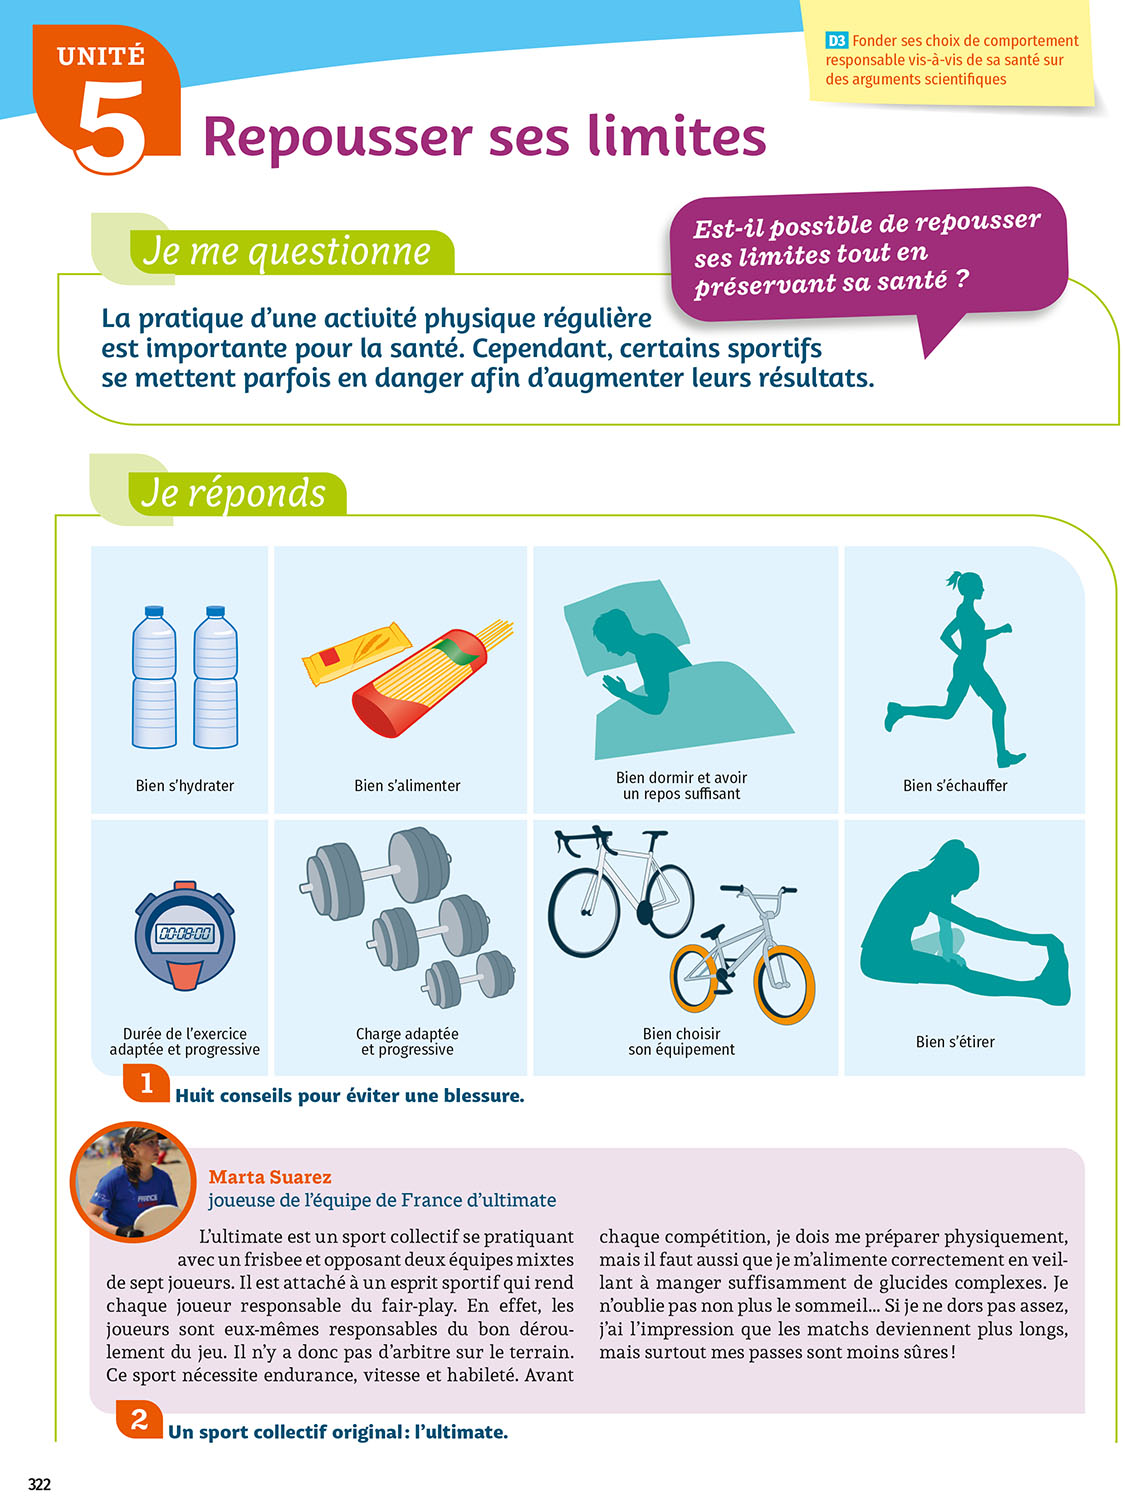 UNITÉ
5
D3 Fonder ses choix de comportement
responsable vis-à-vis de sa santé sur
des arguments scientifiques
Repousser ses limites
Je me questionne
Est-il possible de repousser
ses limites tout en
préservant sa santé ?
La pratique d’une activité physique régulière
est importante pour la santé. Cependant, certains sportifs
se mettent parfois en danger afin d’augmenter leurs résultats.
Je réponds
Bien s’hydrater
Bien s’alimenter
Bien dormir et avoir
un repos suffisant
Bien s’échauffer
00:08:00
Durée de l’exercice
adaptée et progressive
Charge adaptée
et progressive
Bien choisir
son équipement
Bien s’étirer
1 Huit conseils pour éviter une blessure.
FRANCE
Marta Suarez
joueuse de l’équipe de France d’ultimate
L’ultimate est un sport collectif se pratiquant
avec un frisbee et opposant deux équipes mixtes
de sept joueurs. Il est attaché à un esprit sportif qui rend
chaque joueur responsable du fair-play. En effet, les
joueurs sont eux-mêmes responsables du bon dérou-
lement du jeu. Il n’y a donc pas d’arbitre sur le terrain.
Ce sport nécessite endurance, vitesse et habileté. Avant
chaque compétition, je dois me préparer physiquement,
mais il faut aussi que je m’alimente correctement en veil-
lant à manger suffisamment de glucides complexes. Je
n’oublie pas non plus le sommeil... Si je ne dors pas assez,
j’ai l’impression que les matchs deviennent plus longs,
mais surtout mes passes sont moins sûres !
2 Un sport collectif original : l’ultimate.
322